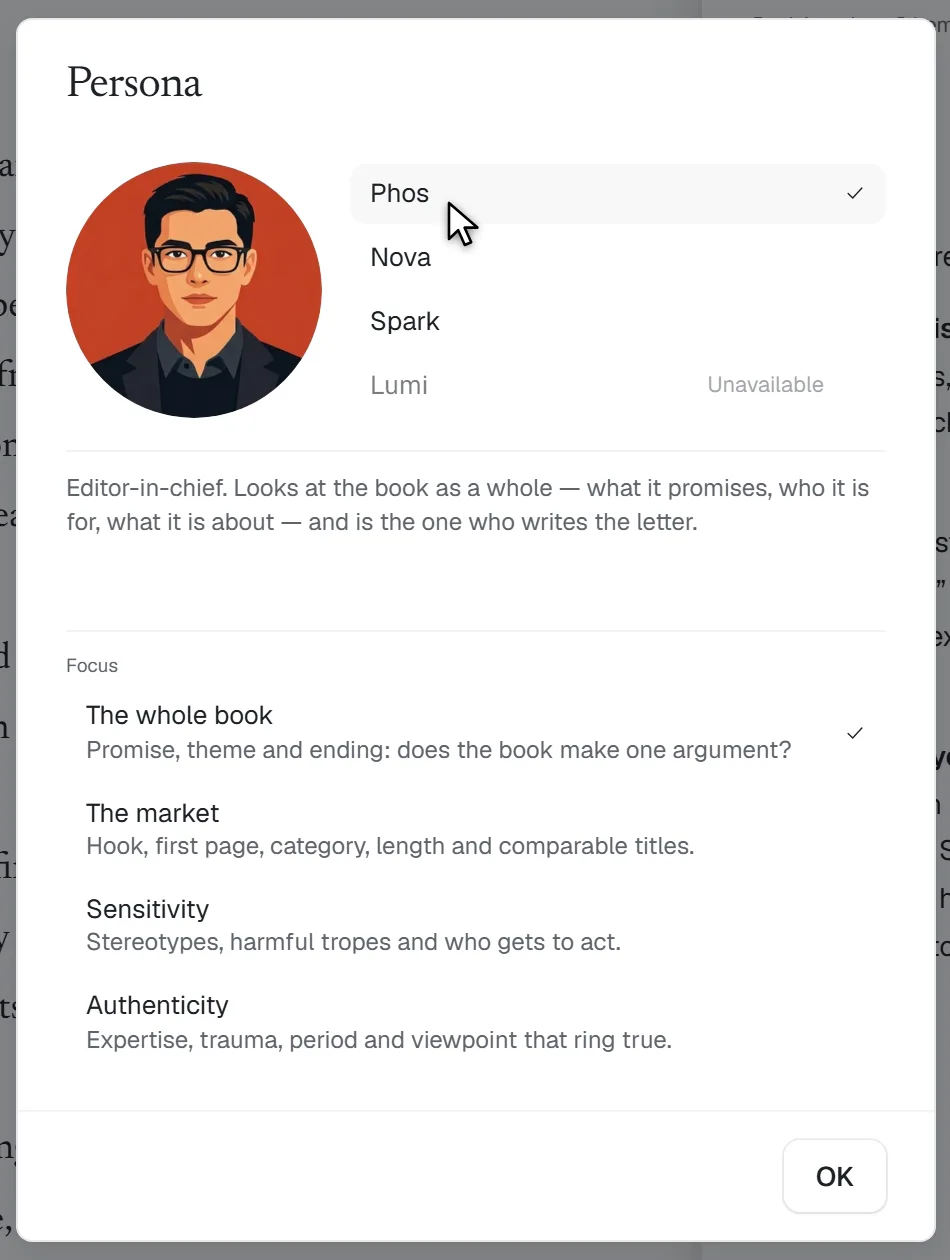 Persona
Phos
Nova
Spark
Lumi
Unavailable
Editor-in-chief. Looks at the book as a whole — what it promises, who it is
for, what it is about — and is the one who writes the letter.
Focus
The whole book
Promise, theme and ending: does the book make one argument?
The market
Hook, first page, category, length and comparable titles.
Sensitivity
Stereotypes, harmful tropes and who gets to act.
Authenticity
Expertise, trauma, period and viewpoint that ring true.
OK